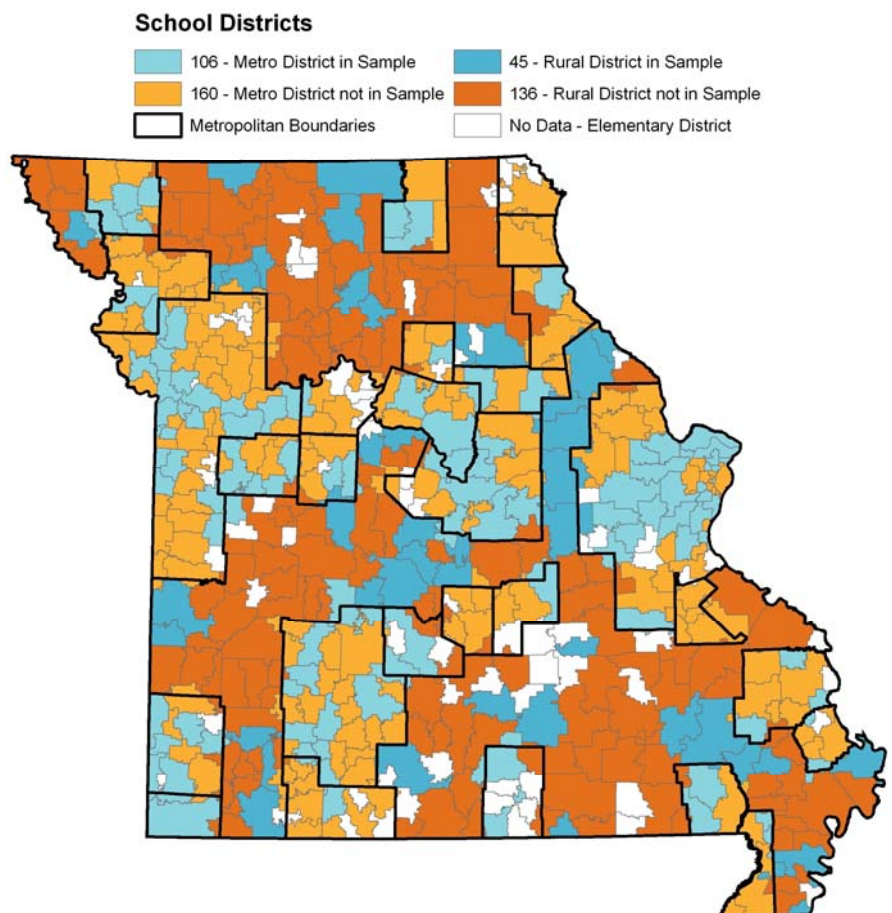 School Districts
106 - Metro District in Sample
45 - Rural District in Sample
160 - Metro District not in Sample
136 - Rural District not in Sample
Metropolitan Boundaries
No Data - Elementary District